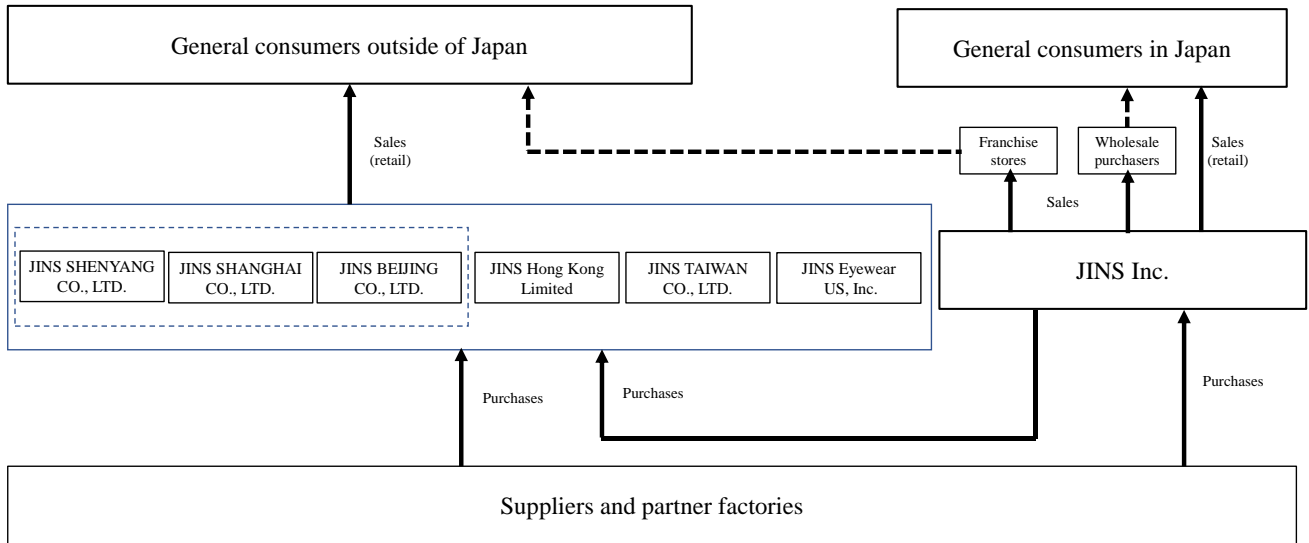 General consumers outside of Japan
General consumers in Japan
Sales
(retail)
Franchise
stores
Wholesale
purchasers
Sales
(retail)
Sales
JINS SHENYANG
CO., LTD.
JINS SHANGHAI
CO., LTD.
JINS BEIJING
CO., LTD.
JINS Hong Kong
Limited
JINS TAIWAN
CO., LTD.
JINS Eyewear
US, Inc.
JINS Inc.
Purchases
Purchases
Purchases
Suppliers and partner factories